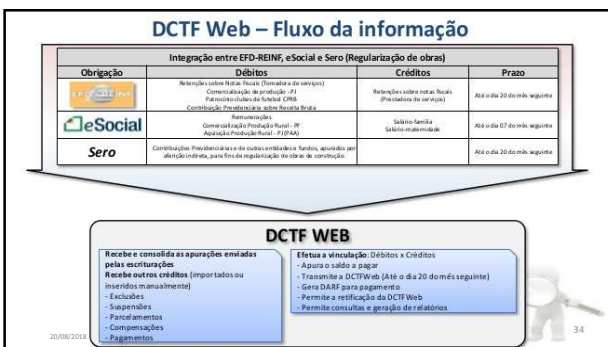 DCTF Web – Fluxo da informação
Integração entre EFD-REINF, eSocial e Sero (Regularização de obras)
Obrigação Débitos Créditos Prazo
Retenções sobre Notas Fiscais (Tomadora de serviços)
Comercialização de produção - PJ
Patrocínio clubes de futebol CPRB
Contribuição Previdenciária sobre Receita Bruta
Retenções sobre notas fiscais
(Prestadora de serviços)
Até o dia 20 do mês seguinte
eSocial
Remunerações
Comercialização Produção Rural - PF
Aquisição Produção Rural - PJ (PAA)
Salário-família
Salário-maternidade
Até o dia 07 do mês seguinte
Sero
Contribuições Previdenciárias e de outras entidades e fundos, apurados por
aferição indireta, para fins de regularização de obras de construção.
Até o dia 20 do mês seguinte
DCTF WEB
Recebe e consolida as apurações enviadas
pelas escriturações
Recebe outros créditos (importados ou
inseridos manualmente)
- Exclusões
- Suspensões
- Parcelamentos
- Compensações
- Pagamentos
Efetua a vinculação: Débitos x Créditos
- Apura o saldo a pagar
- Transmite a DCTFWeb (Até o dia 20 do mês seguinte)
- Gera DARF para pagamento
- Permite a retificação da DCTFWeb
- Permite consultas e geração de relatórios
20/08/2018
34